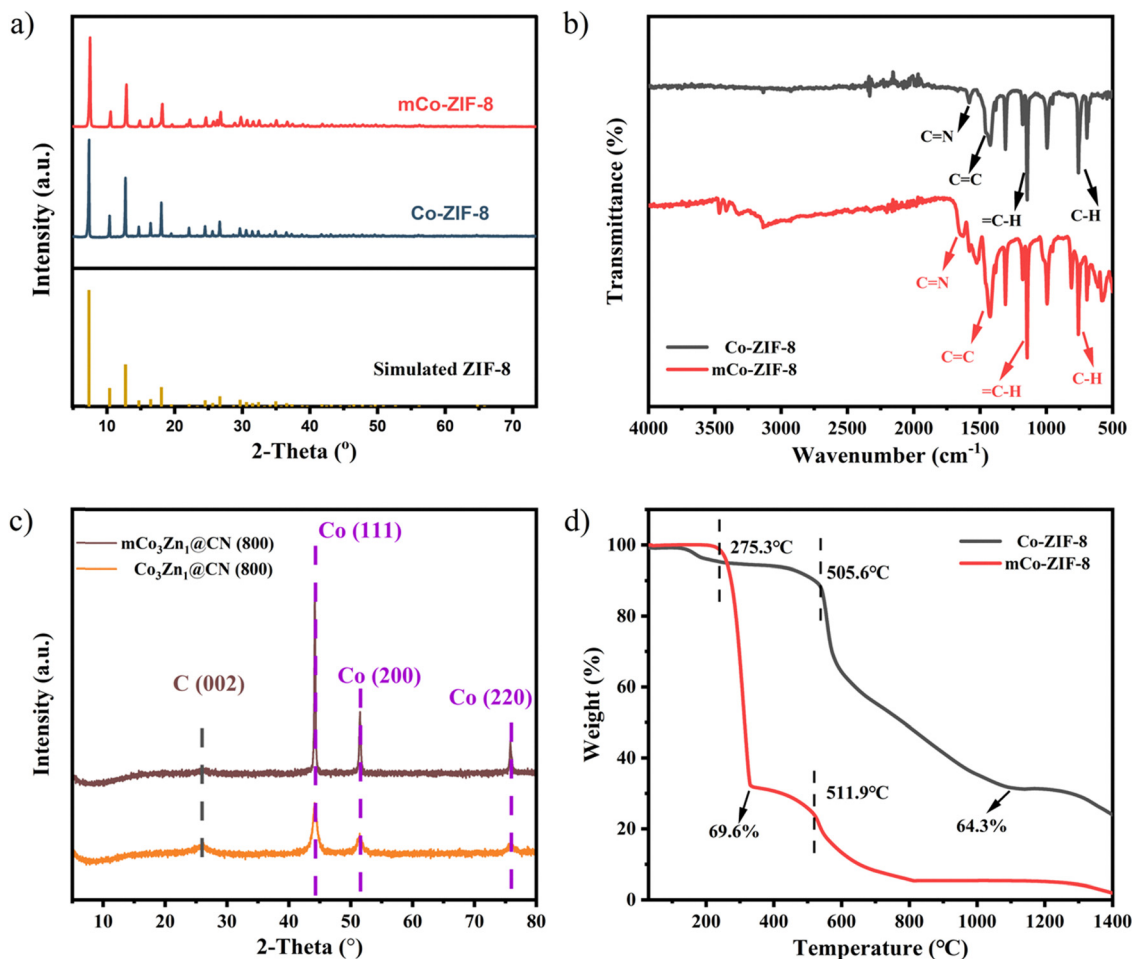 a)
mCo-ZIF-8
Co-ZIF-8
Simulated ZIF-8
Intensity (a.u.)
10 20 30 40 50 60 70
2-Theta (º)
b)
C=N
C=C
=C-H
C-H
C=N
C=C
=C-H
C-H
Co-ZIF-8
mCo-ZIF-8
Transmittance (%)
4000 3500 3000 2500 2000 1500 1000 500
Wavenumber (cm⁻¹)
c)
Co (111)
mCo₃Zn₁@CN (800)
Co₃Zn₁@CN (800)
C (002)
Co (200)
Co (220)
Intensity (a.u.)
10 20 30 40 50 60 70 80
2-Theta (°)
d)
100
80
60
40
20
0
275.3℃
505.6℃
Co-ZIF-8
mCo-ZIF-8
511.9℃
69.6%
64.3%
Weight (%)
200 400 600 800 1000 1200 1400
Temperature (℃)